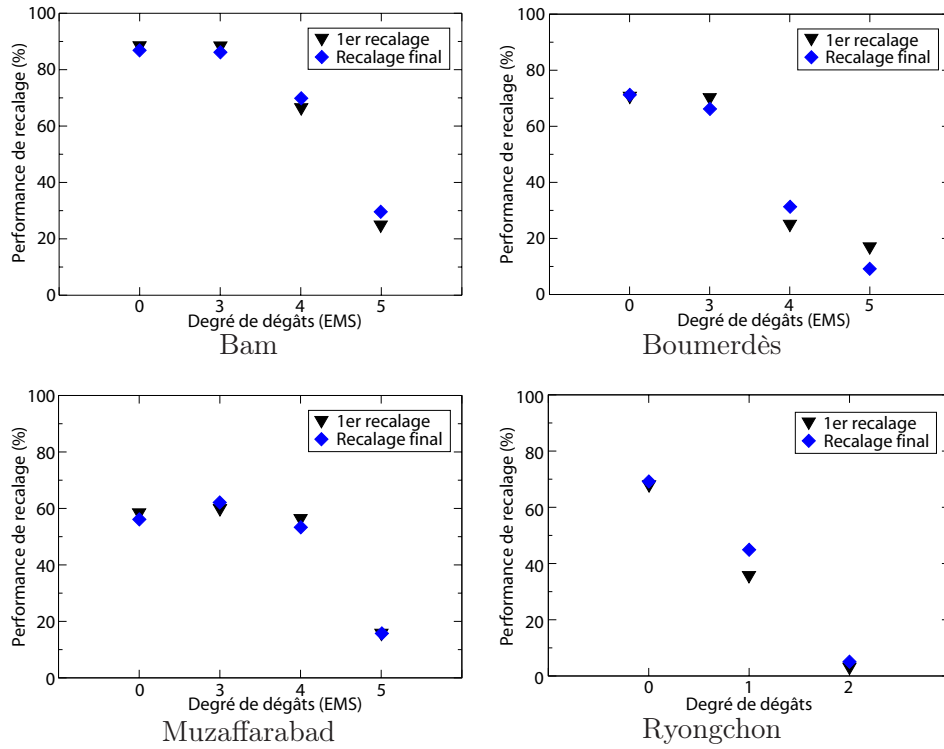 100
80
60
40
20
0
Performance de recalage (%)
1er recalage
Recalage final
0 3 4 5
Degré de dégâts (EMS)
Bam
100
80
60
40
20
0
Performance de recalage (%)
1er recalage
Recalage final
0 3 4 5
Degré de dégâts (EMS)
Boumerdès
100
80
60
40
20
0
Performance de recalage (%)
1er recalage
Recalage final
0 3 4 5
Degré de dégâts (EMS)
Muzaffarabad
100
80
60
40
20
0
Performance de recalage (%)
1er recalage
Recalage final
0 1 2
Degré de dégâts
Ryongchon